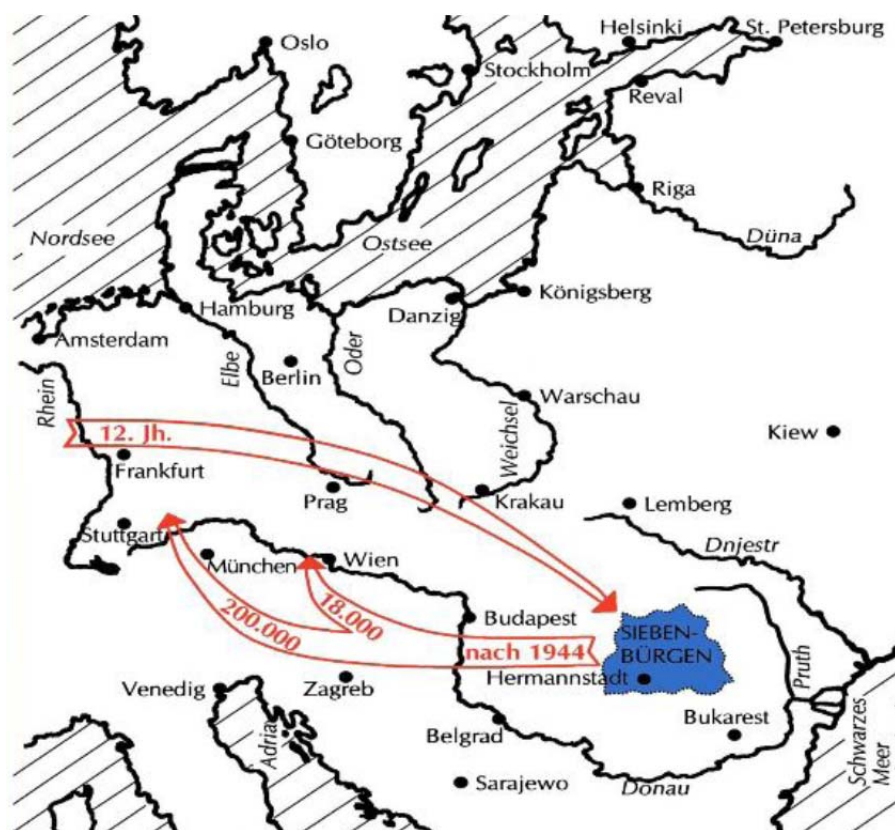 Oslo
Helsinki
St. Petersburg
Stockholm
Reval
Göteborg
Riga
Nordsee
Ostsee
Düna
Hamburg
Danzig
Königsberg
Amsterdam
Elbe
Berlin
Oder
Rhein
Warschau
12. Jh.
Weichsel
Kiew
Frankfurt
Prag
Krakau
Lemberg
Stuttgart
München
Wien
Dnjestr
200.000
18.000
Budapest
nach 1944
SIEBEN-
BÜRGEN
Hermannstadt
Pruth
Venedig
Zagreb
Adria
Belgrad
Bukarest
Sarajewo
Donau
Schwarzes
Meer